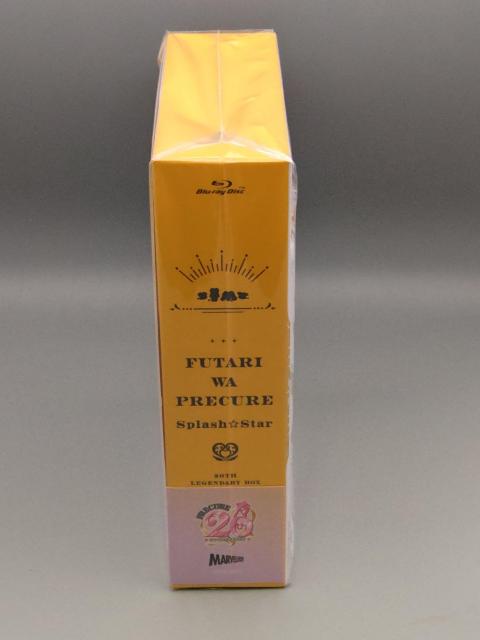 Blu-ray Disc
FUTARI
WA
PRECURE
Splash☆Star
20TH
LEGENDARY BOX
PRECURE
20
MARVELOUS